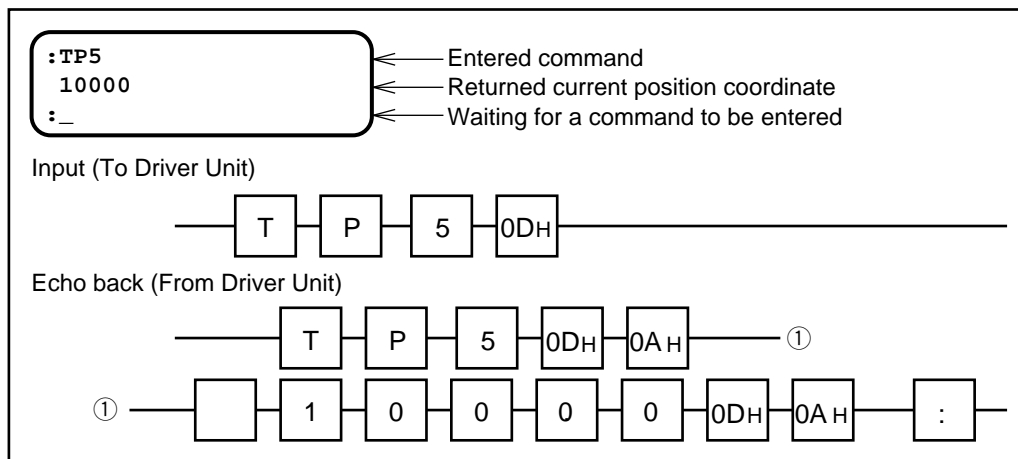 :TP5 Entered command
10000 Returned current position coordinate
:_ Waiting for a command to be entered
Input (To Driver Unit)
T P 5 0DH
Echo back (From Driver Unit)
T P 5 0DH 0AH ①
① 1 0 0 0 0 0DH 0AH :